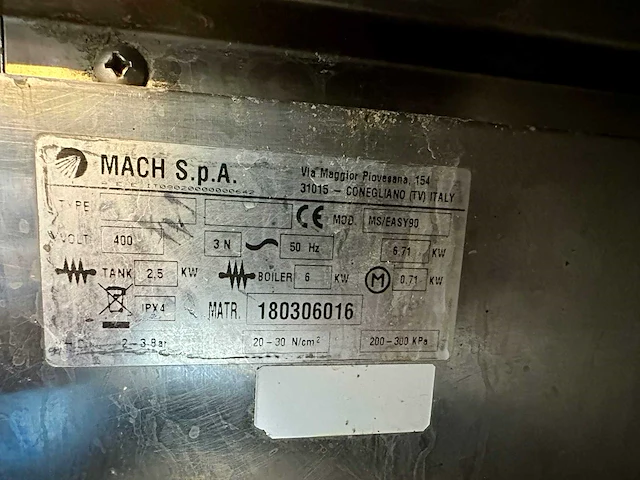 MACH S.p.A.
Via Maggior Piovesana, 154
31015 - CONEGLIANO (TV) ITALY
IT09020000000642
TYPE CE MOD. MS/EASY90
VOLT 400 3 N 50 Hz 6,71 KW
TANK 2,5 KW BOILER 6 KW M 0,71 KW
IPX4 MATR. 180306016
2-3-Bar 20-30 N/cm² 200-300 KPa